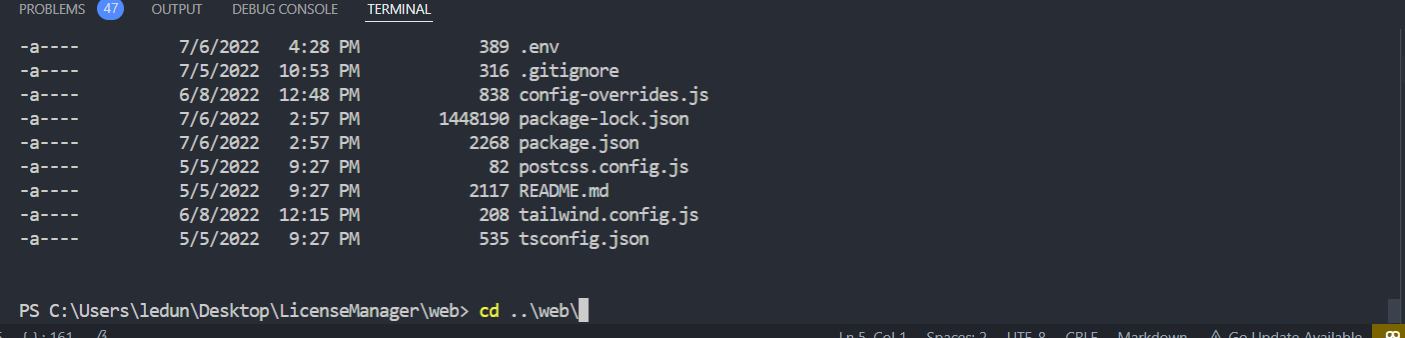 PROBLEMS 47 OUTPUT DEBUG CONSOLE TERMINAL
-a---- 7/6/2022 4:28 PM 389 .env
-a---- 7/5/2022 10:53 PM 316 .gitignore
-a---- 6/8/2022 12:48 PM 838 config-overrides.js
-a---- 7/6/2022 2:57 PM 1448190 package-lock.json
-a---- 7/6/2022 2:57 PM 2268 package.json
-a---- 5/5/2022 9:27 PM 82 postcss.config.js
-a---- 5/5/2022 9:27 PM 2117 README.md
-a---- 6/8/2022 12:15 PM 208 tailwind.config.js
-a---- 5/5/2022 9:27 PM 535 tsconfig.json
PS C:\Users\ledun\Desktop\LicenseManager\web> cd ..\web\
{.}: 161 Ln 5, Col 1 Spaces: 2 UTF-8 CRLF Markdown Go Update Available